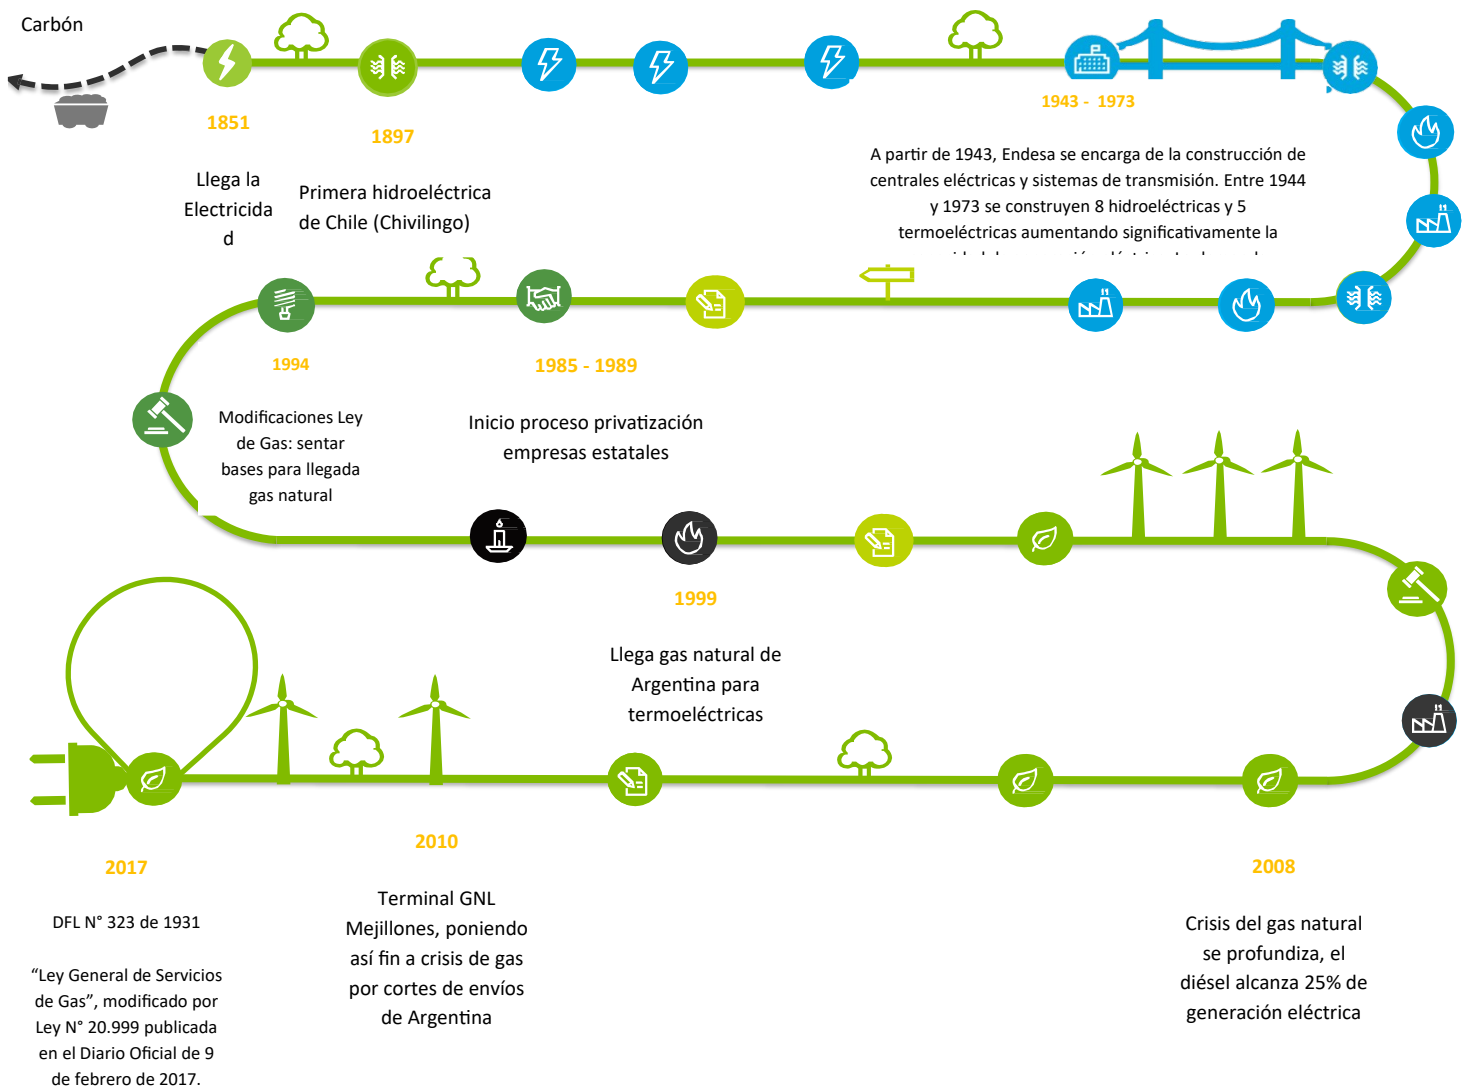 Carbón
1851
Llega la
Electricida
d
1897
Primera hidroeléctrica
de Chile (Chivilingo)
1943 - 1973
A partir de 1943, Endesa se encarga de la construcción de
centrales eléctricas y sistemas de transmisión. Entre 1944
y 1973 se construyen 8 hidroeléctricas y 5
termoeléctricas aumentando significativamente la
1994
Modificaciones Ley
de Gas: sentar
bases para llegada
gas natural
1985 - 1989
Inicio proceso privatización
empresas estatales
1999
Llega gas natural de
Argentina para
termoeléctricas
2017
DFL N° 323 de 1931
“Ley General de Servicios
de Gas”, modificado por
Ley N° 20.999 publicada
en el Diario Oficial de 9
de febrero de 2017.
2010
Terminal GNL
Mejillones, poniendo
así fin a crisis de gas
por cortes de envíos
de Argentina
2008
Crisis del gas natural
se profundiza, el
diésel alcanza 25% de
generación eléctrica